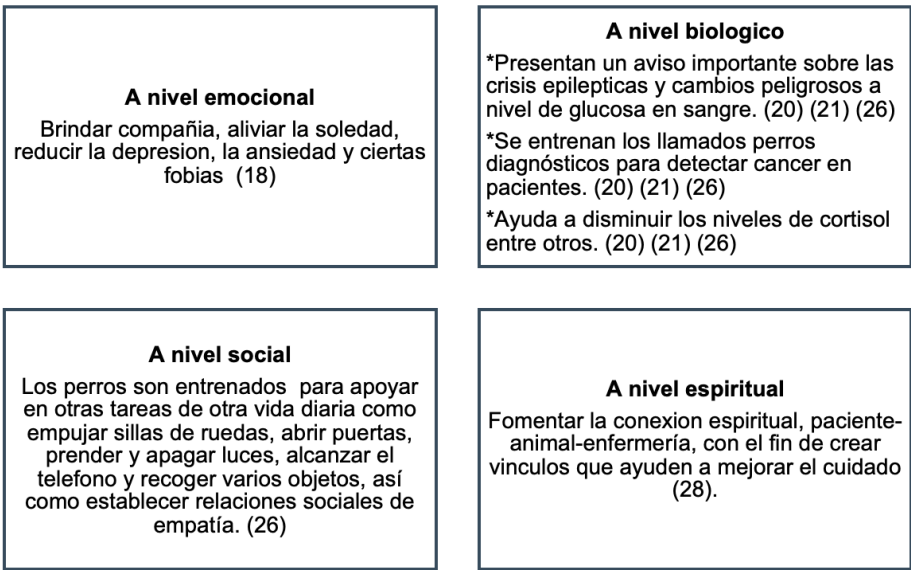 A nivel emocional
Brindar compañia, aliviar la soledad,
reducir la depresion, la ansiedad y ciertas
fobias  (18)
A nivel biologico
*Presentan un aviso importante sobre las
crisis epilepticas y cambios peligrosos a
nivel de glucosa en sangre. (20) (21) (26)
*Se entrenan los llamados perros
diagnósticos para detectar cancer en
pacientes. (20) (21) (26)
*Ayuda a disminuir los niveles de cortisol
entre otros. (20) (21) (26)
A nivel social
Los perros son entrenados  para apoyar
en otras tareas de otra vida diaria como
empujar sillas de ruedas, abrir puertas,
prender y apagar luces, alcanzar el
telefono y recoger varios objetos, así
como establecer relaciones sociales de
empatía. (26)
A nivel espiritual
Fomentar la conexion espiritual, paciente-
animal-enfermería, con el fin de crear
vinculos que ayuden a mejorar el cuidado
(28).